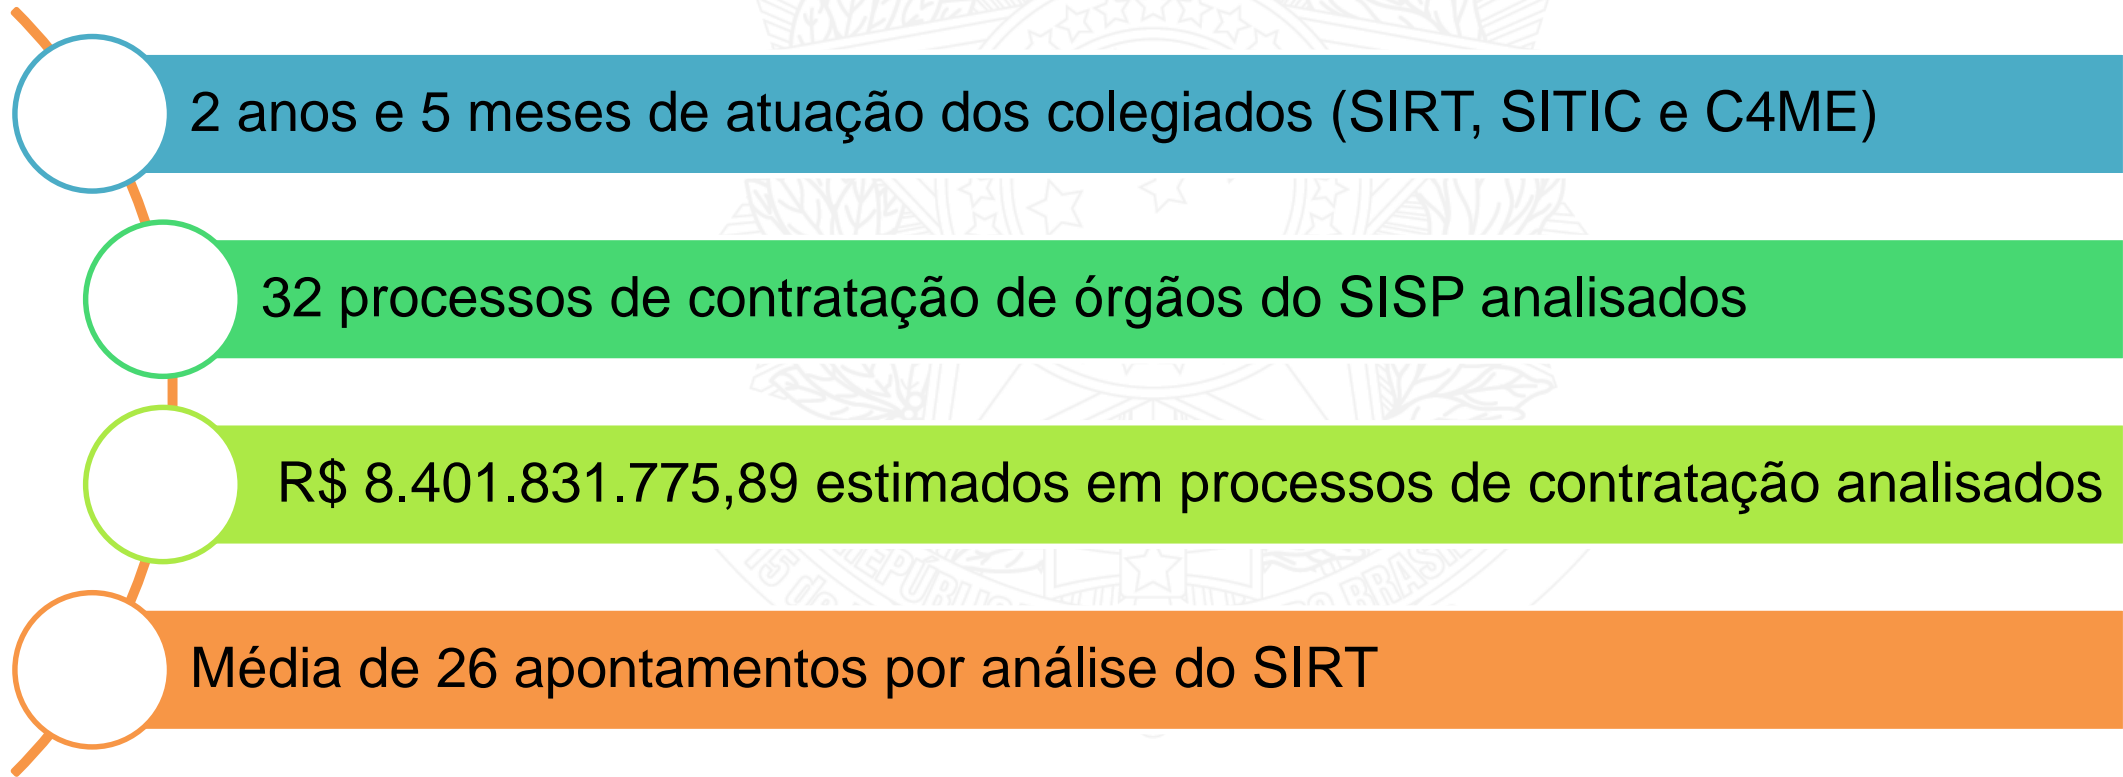 2 anos e 5 meses de atuação dos colegiados (SIRT, SITIC e C4ME)
32 processos de contratação de órgãos do SISP analisados
R$ 8.401.831.775,89 estimados em processos de contratação analisados
Média de 26 apontamentos por análise do SIRT